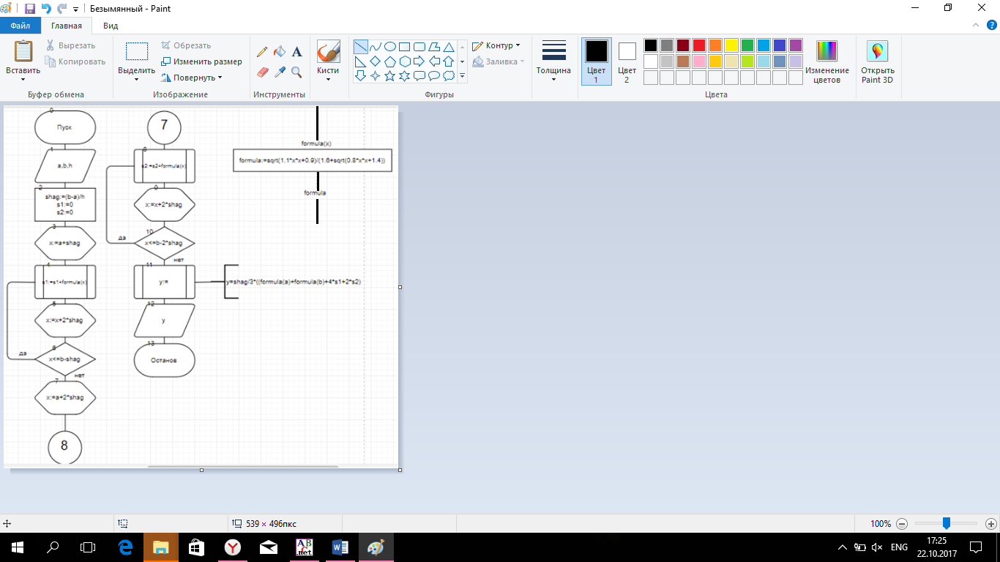 Безымянный - Paint
Файл
Главная
Вид
Вставить
Вырезать
Копировать
Буфер обмена
Выделить
Обрезать
Изменить размер
Повернуть
Изображение
Инструменты
Кисти
Контур
Заливка
Фигуры
Толщина
Цвет 1
Цвет 2
Цвета
Изменение цветов
Открыть Paint 3D
0
Пуск
1
a,b,h
2
shag:=(b-a)/h
s1:=0
s2:=0
3
x:=a+shag
4
s1:=s1+formula(x)
5
x:=x+2*shag
6
да
x<=b-shag
нет
7
x:=a+2*shag
8
7
8
s2:=s2+formula(x)
9
x:=x+2*shag
10
да
x<=b-2*shag
нет
11
y:=
y=shag/3*((formula(a)+formula(b)+4*s1+2*s2)
12
y
13
Останов
formula(x)
formula:=sqrt(1.1*x*x+0.9)/(1.6+sqrt(0.8*x*x+1.4))
formula
539 × 496пкс
100%
ABC
.net
ENG
17:25
22.10.2017